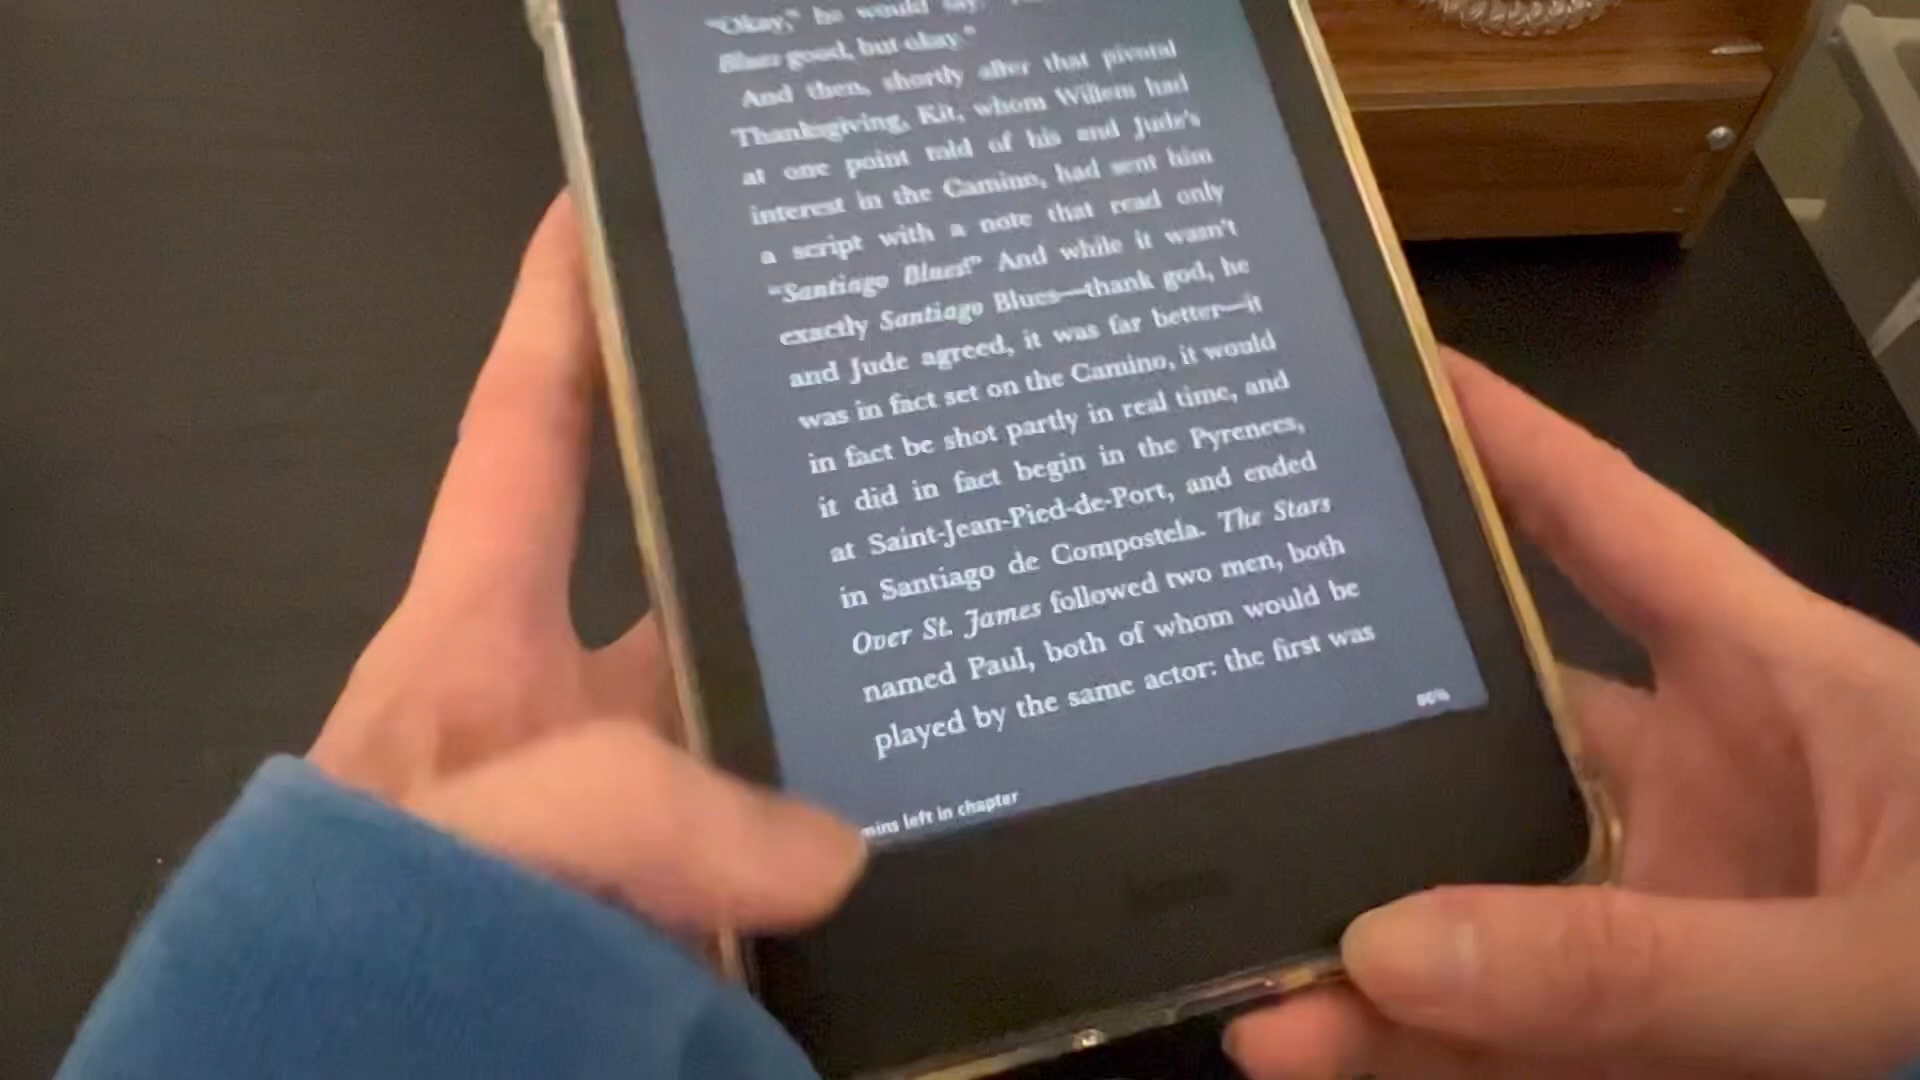 "Okay," he would say.
Blues good, but okay."
And then, shortly after that pivotal
Thanksgiving, Kit, whom Willem had
at one point told of his and Jude's
interest in the Camino, had sent him
a script with a note that read only
"Santiago Blues!" And while it wasn't
exactly Santiago Blues—thank god, he
and Jude agreed, it was far better—it
was in fact set on the Camino, it would
in fact be shot partly in real time, and
it did in fact begin in the Pyrenees,
at Saint-Jean-Pied-de-Port, and ended
in Santiago de Compostela. The Stars
Over St. James followed two men, both
named Paul, both of whom would be
played by the same actor: the first was
mins left in chapter